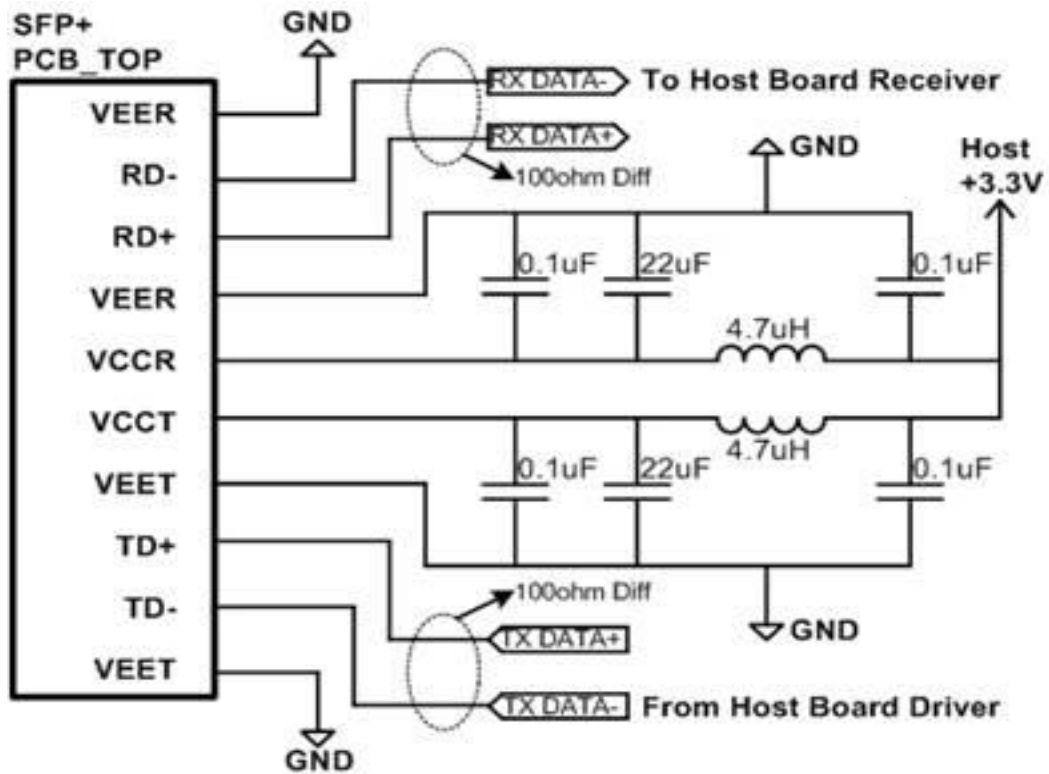 SFP+
PCB_TOP
GND
VEER
RD-
RD+
VEER
VCCR
VCCT
VEET
TD+
TD-
VEET
GND
RX DATA- To Host Board Receiver
RX DATA+
100ohm Diff
GND
Host
+3.3V
0.1uF 22uF 0.1uF
4.7uH
4.7uH
0.1uF 22uF 0.1uF
100ohm Diff
TX DATA+
GND
TX DATA- From Host Board Driver